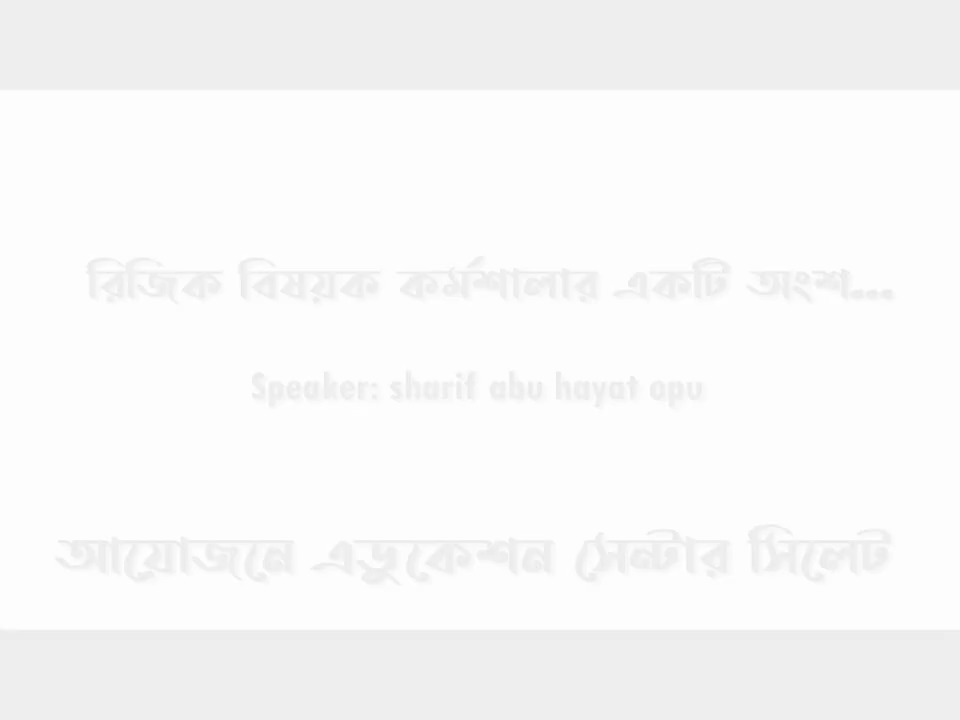 রিজিক বিষয়ক কর্মশালার একটি অংশ...
Speaker: sharif abu hayat opu
আয়োজনে এডুকেশন সেন্টার সিলেট